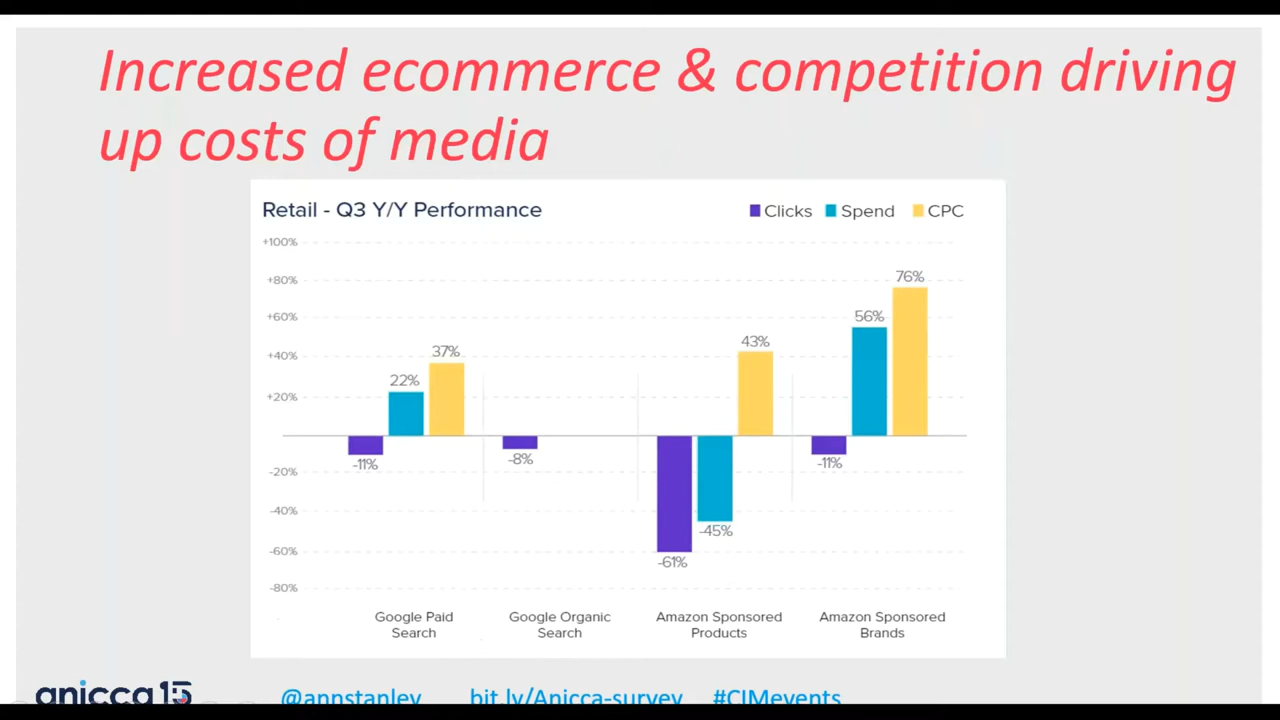 Increased ecommerce & competition driving
up costs of media
Retail - Q3 Y/Y Performance
Clicks Spend CPC
+100%
+80%
+60%
+40%
+20%
-20%
-40%
-60%
-80%
-11%
22%
37%
-8%
-61%
-45%
43%
-11%
56%
76%
Google Paid
Search
Google Organic
Search
Amazon Sponsored
Products
Amazon Sponsored
Brands
anicca 15 @annstanley bit.ly/Anicca-survey #CIMevents